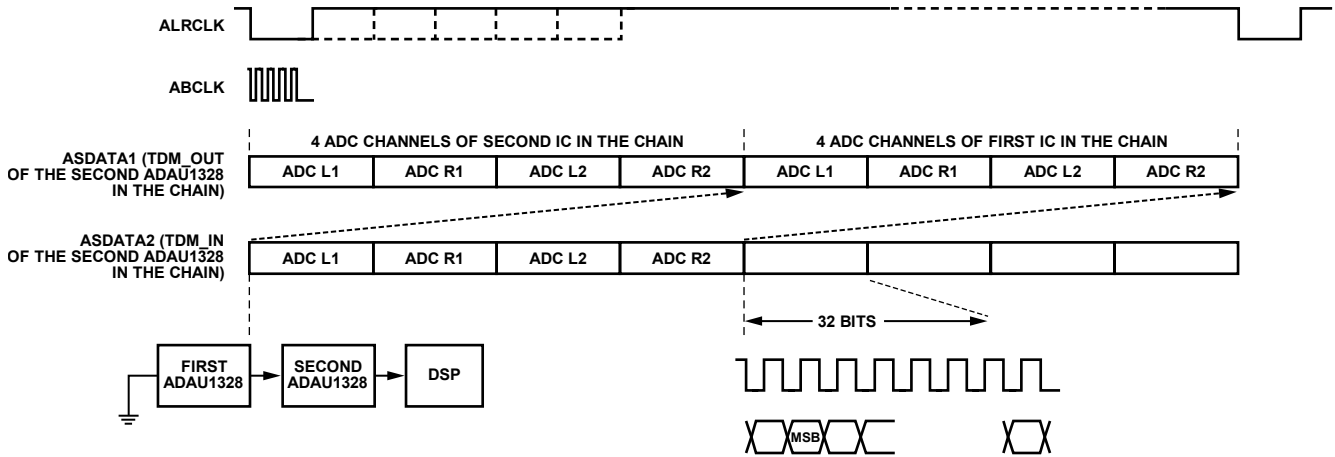 ALRCLK
ABCLK
4 ADC CHANNELS OF SECOND IC IN THE CHAIN
4 ADC CHANNELS OF FIRST IC IN THE CHAIN
ASDATA1 (TDM_OUT
OF THE SECOND ADAU1328
IN THE CHAIN)
ADC L1
ADC R1
ADC L2
ADC R2
ADC L1
ADC R1
ADC L2
ADC R2
ASDATA2 (TDM_IN
OF THE SECOND ADAU1328
IN THE CHAIN)
ADC L1
ADC R1
ADC L2
ADC R2
32 BITS
FIRST
ADAU1328
SECOND
ADAU1328
DSP
MSB